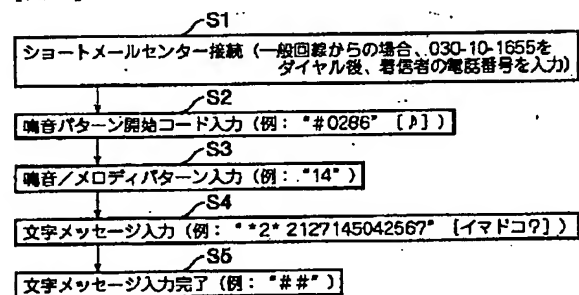 S1
ショートメールセンター接続(一般回線からの場合、030-10-1655を
ダイヤル後、着信者の電話番号を入力)
S2
鳴音パターン開始コード入力(例："#0286" [♪])
S3
鳴音/メロディパターン入力(例："14")
S4
文字メッセージ入力(例："*2*2127145042567" [イマドコ?])
S5
文字メッセージ入力完了(例："##")